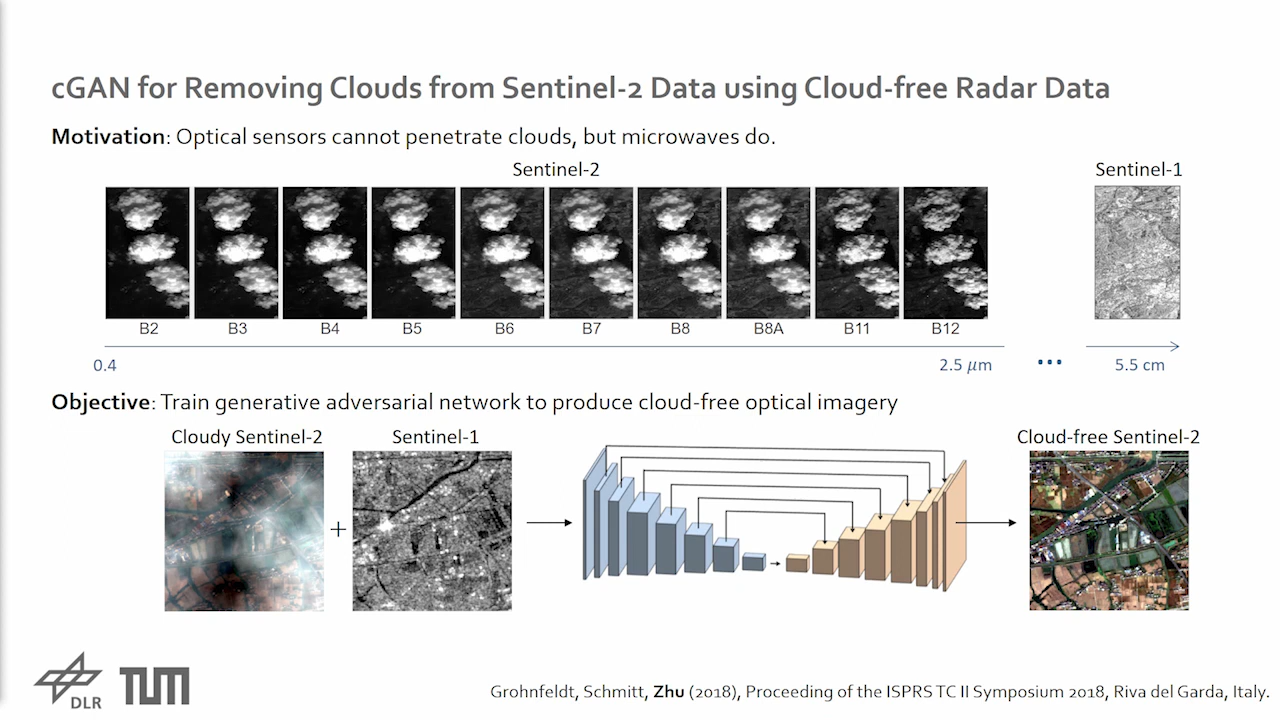 cGAN for Removing Clouds from Sentinel-2 Data using Cloud-free Radar Data
Motivation: Optical sensors cannot penetrate clouds, but microwaves do.
Sentinel-2
Sentinel-1
B2 B3 B4 B5 B6 B7 B8 B8A B11 B12
0.4
2.5 μm
•••
5.5 cm
Objective: Train generative adversarial network to produce cloud-free optical imagery
Cloudy Sentinel-2
Sentinel-1
Cloud-free Sentinel-2
+
DLR
TUM
Grohnfeldt, Schmitt, Zhu (2018), Proceeding of the ISPRS TC II Symposium 2018, Riva del Garda, Italy.